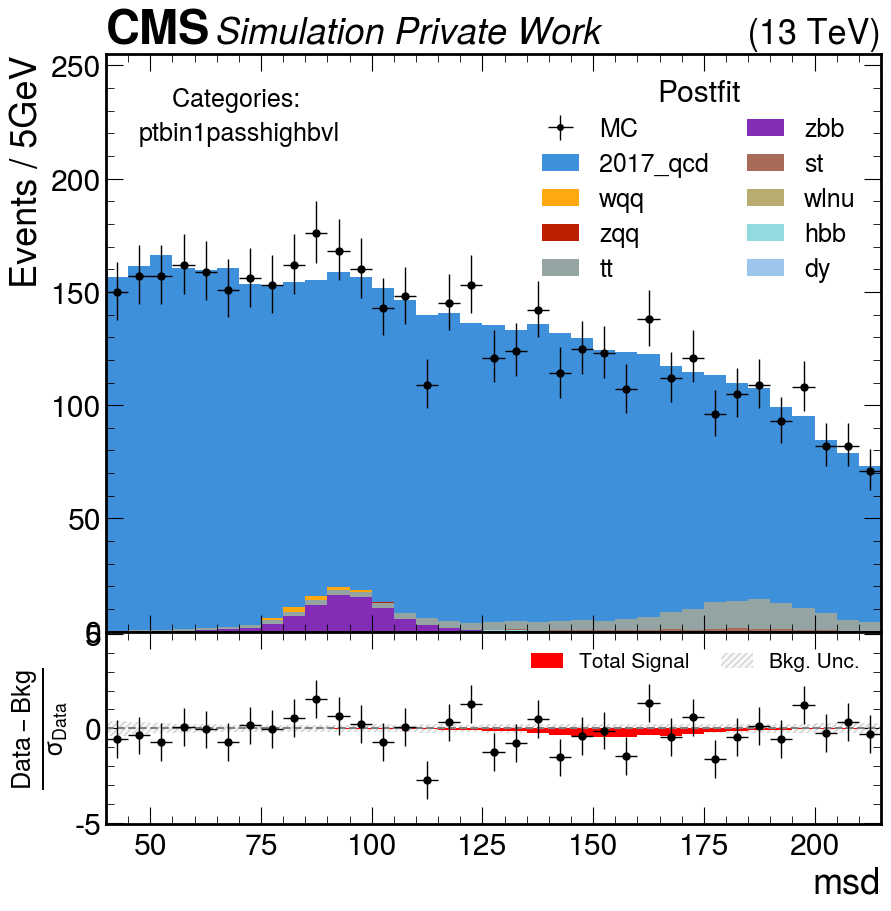 CMS Simulation Private Work (13 TeV)
Events / 5GeV
250
200
150
100
50
0
Categories:
ptbin1passhighbvl
Postfit
MC
2017_qcd
wqq
zqq
tt
zbb
st
wlnu
hbb
dy
Data − Bkg
σData
5
0
-5
Total Signal
Bkg. Unc.
50 75 100 125 150 175 200
msd